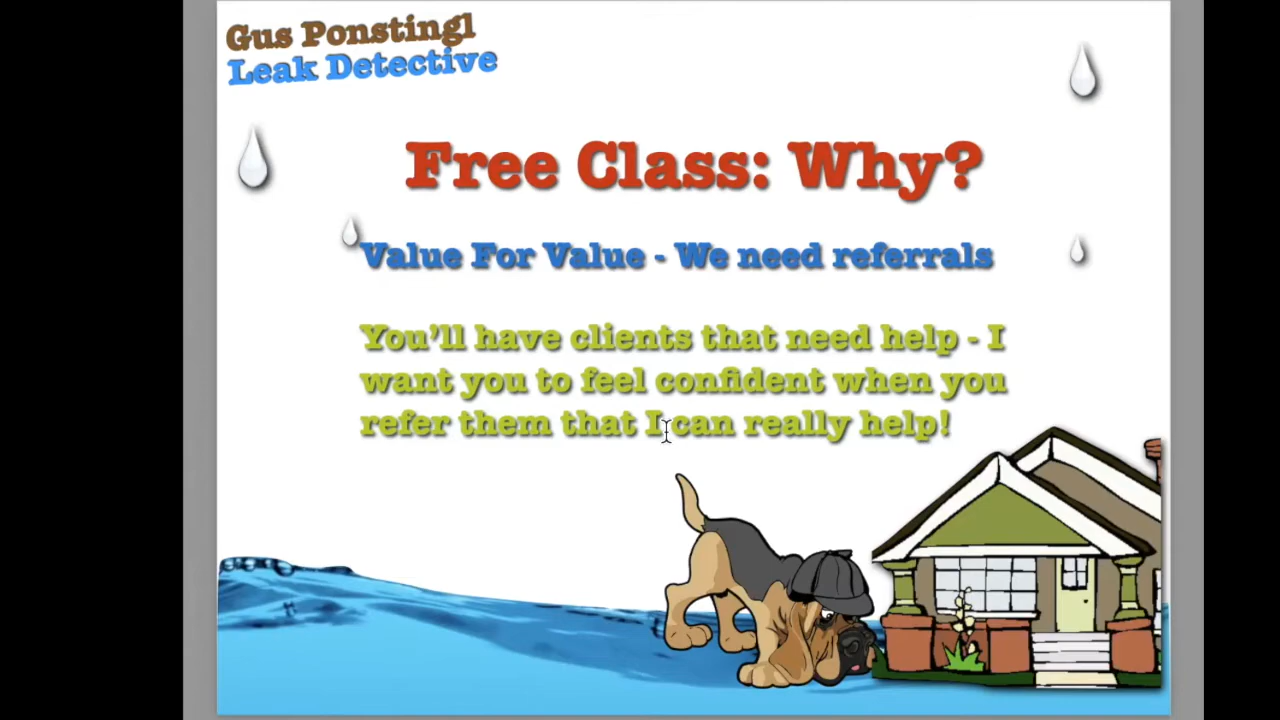 Gus Ponstingl
Leak Detective
Free Class: Why?
Value For Value - We need referrals
You'll have clients that need help - I
want you to feel confident when you
refer them that I can really help!